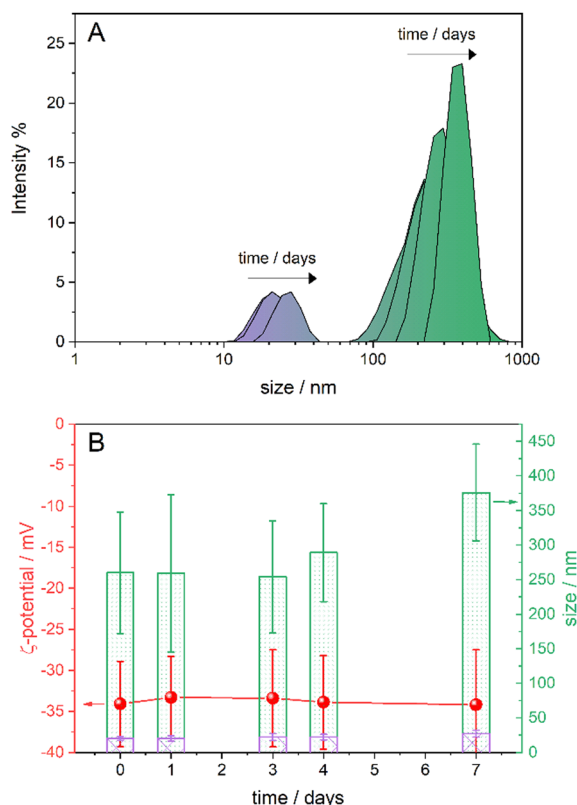 A
time / days
time / days
Intensity %
25
20
15
10
5
0
1 10 100 1000
size / nm
B
ζ-potential / mV
0
-5
-10
-15
-20
-25
-30
-35
-40
size / nm
450
400
350
300
250
200
150
100
50
0
0 1 3 4 5 6 7
time / days